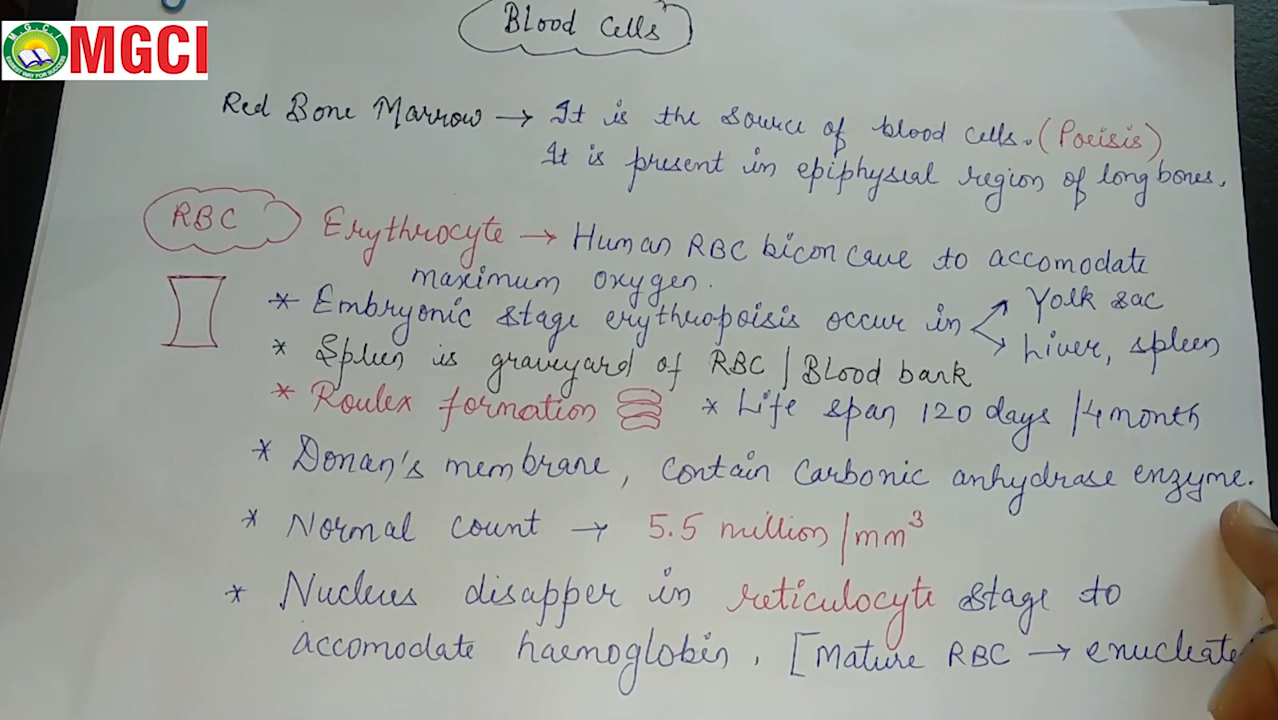 M.G.C.I
MGCI
Blood Cells
Red Bone Marrow → It is the source of blood cells. (Poeisis)
It is present in epiphysial region of long bones.
RBC Erythrocyte → Human RBC biconcave to accomodate
maximum oxygen.
* Embryonic stage erythropoisis occur in Yolk sac
Liver, spleen
* Spleen is graveyard of RBC | Blood bank
* Roulex formation * Life span 120 days /4 month
* Donan's membrane, contain carbonic anhydrase enzyme.
* Normal count → 5.5 million/mm³
* Nucleus disapper in reticulocyte stage to
accomodate haemoglobin, [Mature RBC → enucleate